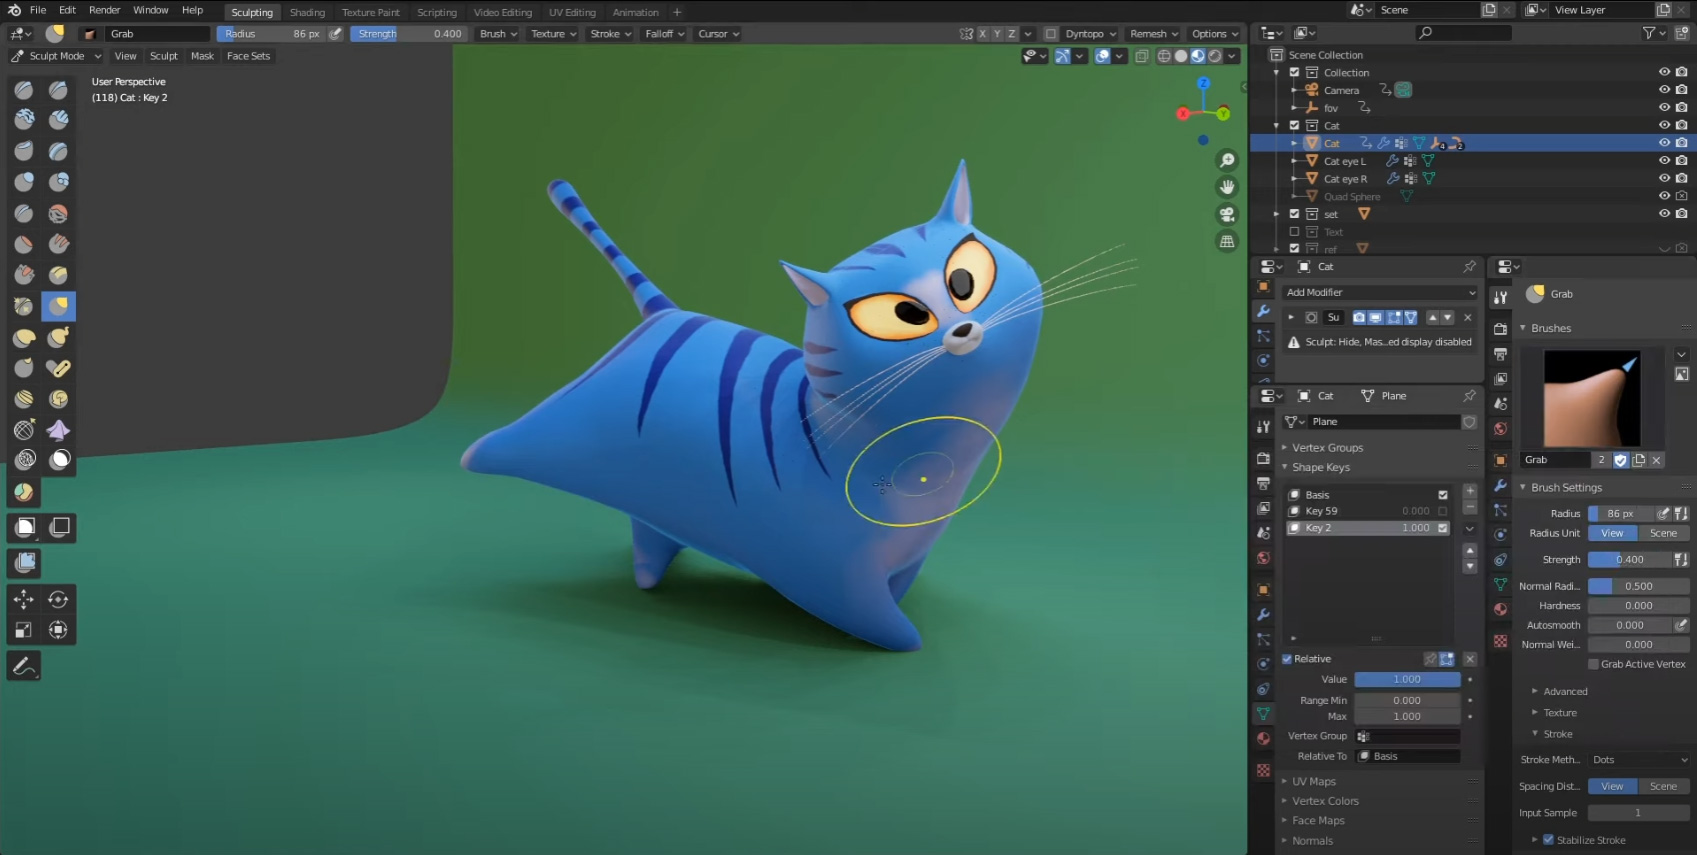 File Edit Render Window Help Sculpting Shading Texture Paint Scripting Video Editing UV Editing Animation + Scene View Layer
Grab Radius 86 px Strength 0.400 Brush Texture Stroke Falloff Cursor X Y Z Dyntopo Remesh Options
Sculpt Mode View Sculpt Mask Face Sets
User Perspective
(118) Cat : Key 2
Z
X
Y
Scene Collection
Collection
Camera
fov
Cat
Cat 4 2
Cat eye L
Cat eye R
Quad Sphere
set
Text
ref
Cat
Add Modifier
Su
Sculpt: Hide, Mas...ed display disabled
Cat Plane
Plane
Vertex Groups
Shape Keys
Basis
Key 59 0.000
Key 2 1.000
Relative
Value 1.000
Range Min 0.000
Max 1.000
Vertex Group
Relative To Basis
UV Maps
Vertex Colors
Face Maps
Normals
Grab
Brushes
Grab 2
Brush Settings
Radius 86 px
Radius Unit View Scene
Strength 0.400
Normal Radi... 0.500
Hardness 0.000
Autosmooth 0.000
Normal Wei... 0.000
Grab Active Vertex
Advanced
Texture
Stroke
Stroke Meth... Dots
Spacing Dist... View Scene
Input Sample 1
Stabilize Stroke